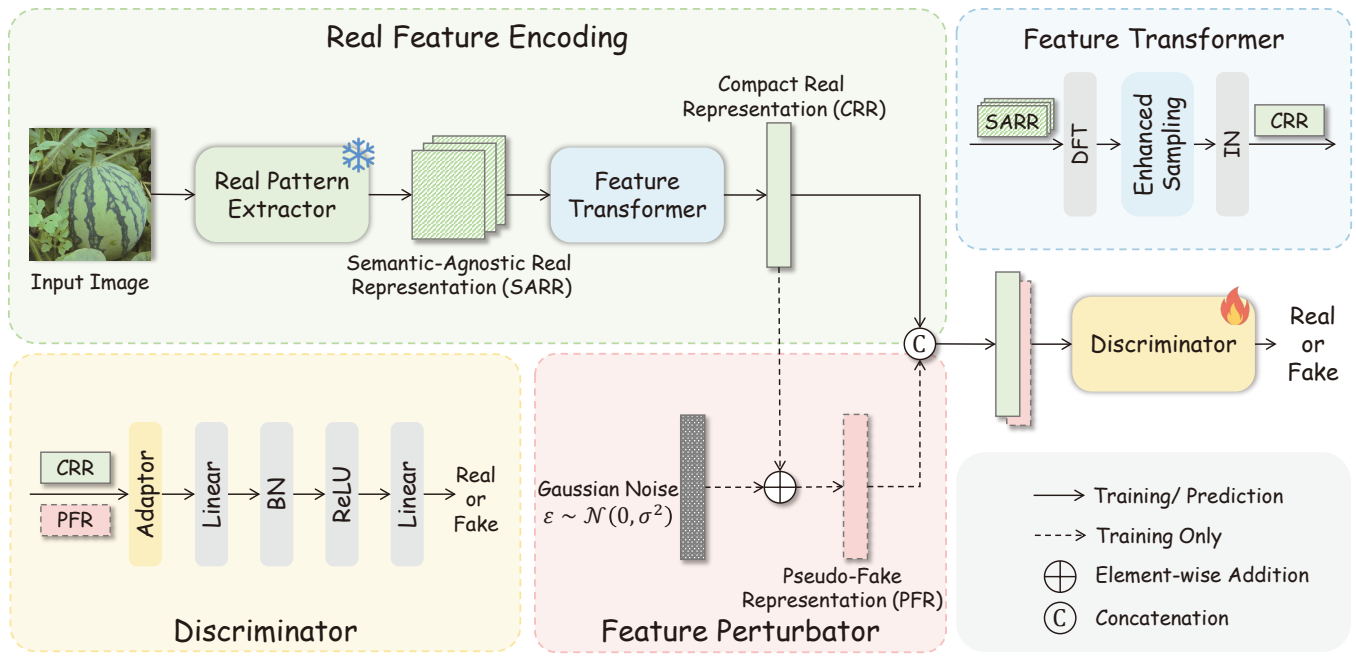 Real Feature Encoding
Compact Real
Representation (CRR)
Real Pattern
Extractor
Feature
Transformer
Input Image
Semantic-Agnostic Real
Representation (SARR)
Feature Transformer
SARR
DFT
Enhanced
Sampling
IN
CRR
C
Discriminator
Real
or
Fake
CRR
PFR
Adaptor
Linear
BN
ReLU
Linear
Real
or
Fake
Discriminator
Gaussian Noise
ε ~ 𝒩(0, σ²)
Pseudo-Fake
Representation (PFR)
Feature Perturbator
Training/ Prediction
Training Only
Element-wise Addition
C
Concatenation